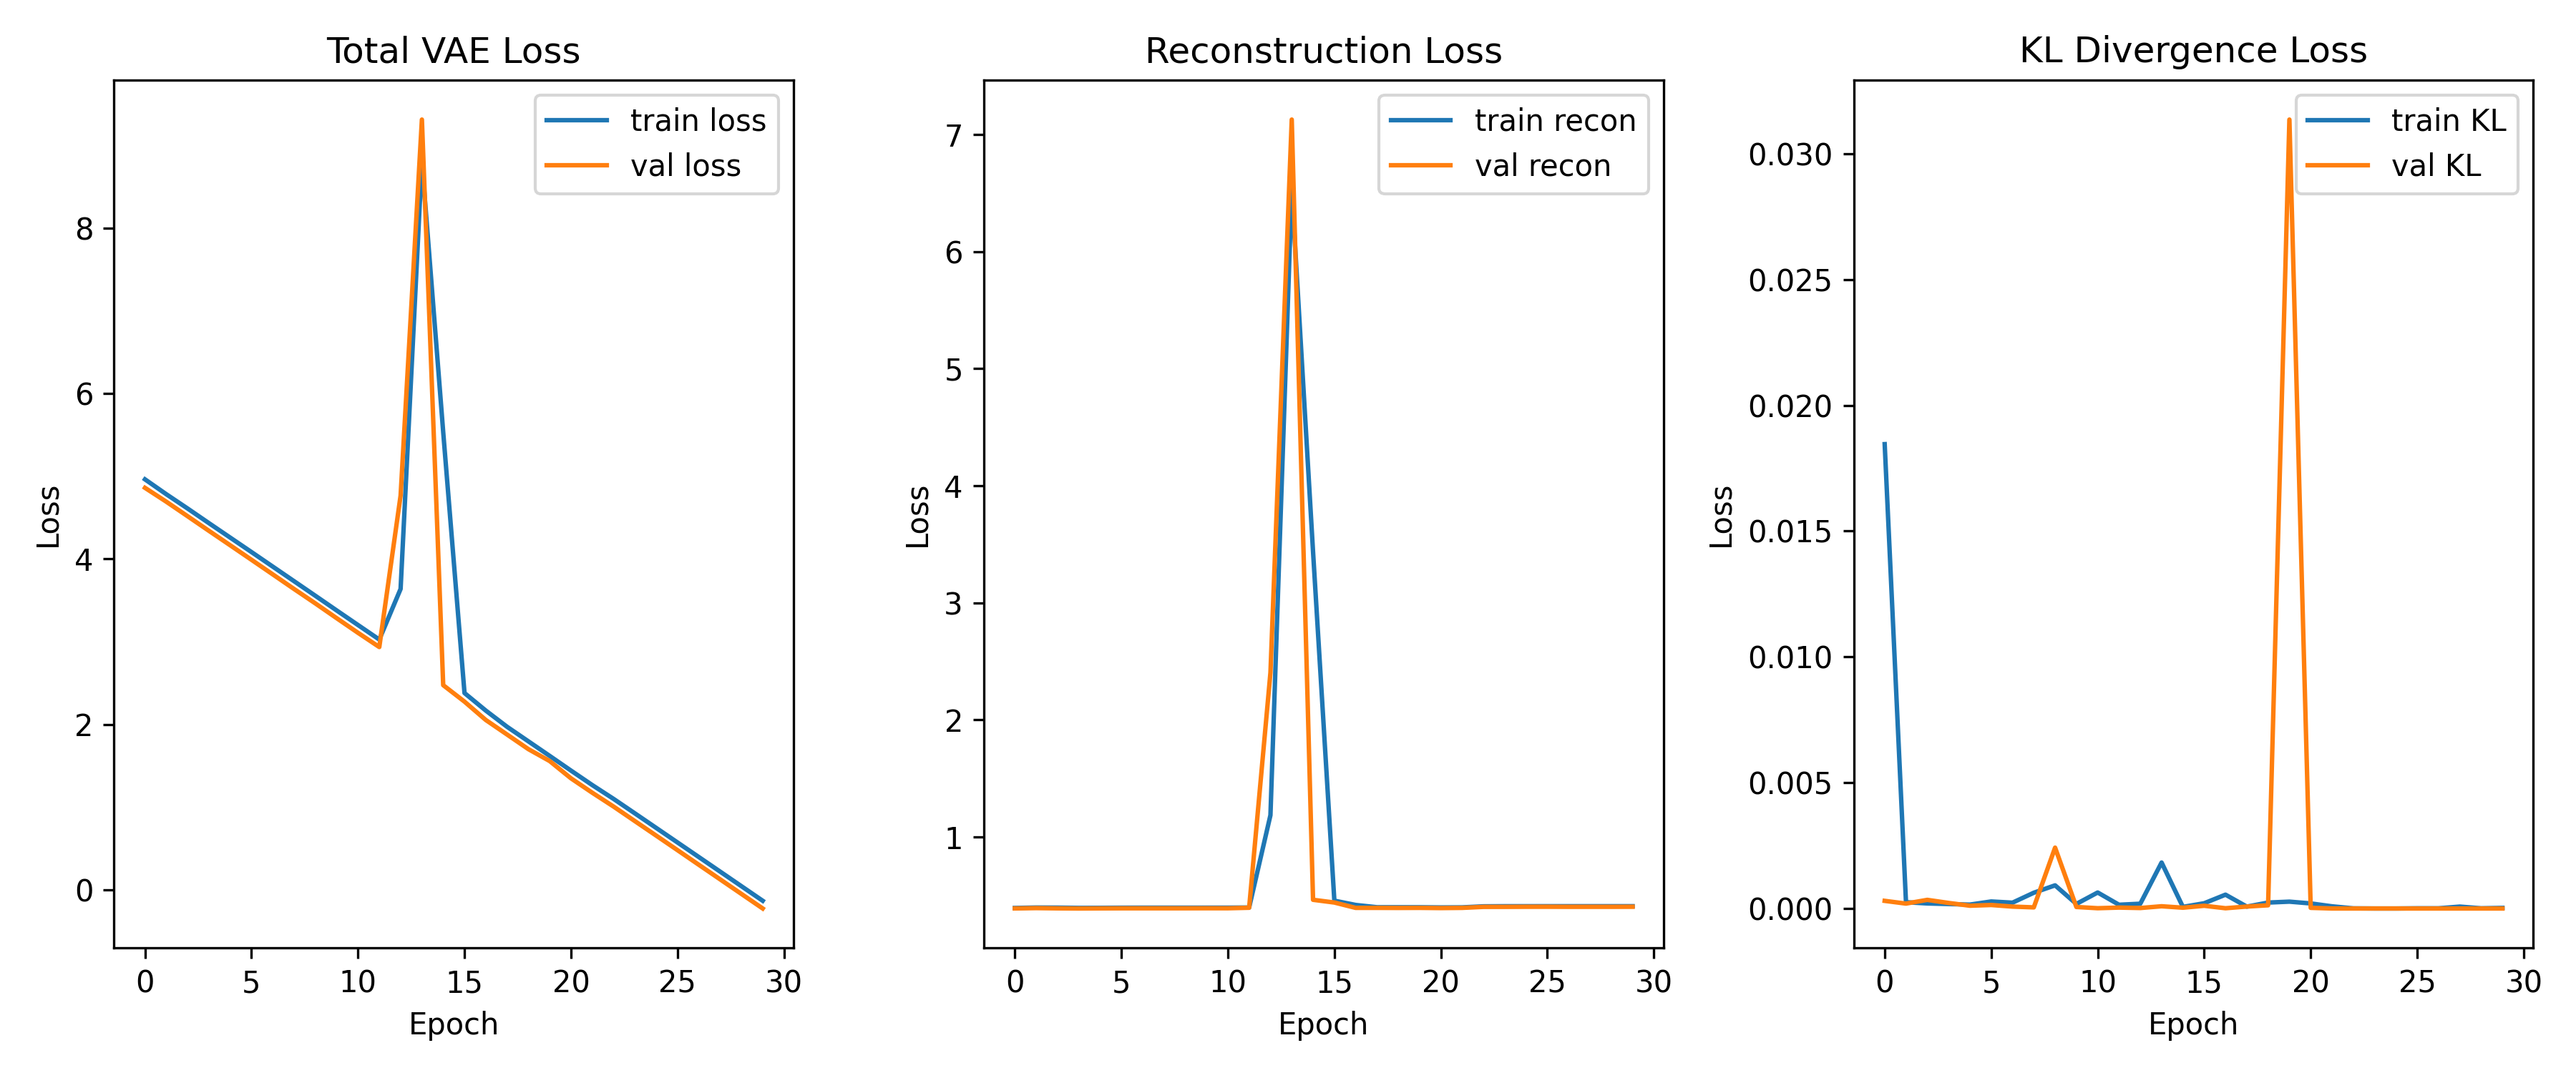 Total VAE Loss
train loss
val loss
8
6
4
2
0
Loss
0 5 10 15 20 25 30
Epoch
Reconstruction Loss
train recon
val recon
7
6
5
4
3
2
1
Loss
0 5 10 15 20 25 30
Epoch
KL Divergence Loss
train KL
val KL
0.030
0.025
0.020
0.015
0.010
0.005
0.000
Loss
0 5 10 15 20 25 30
Epoch